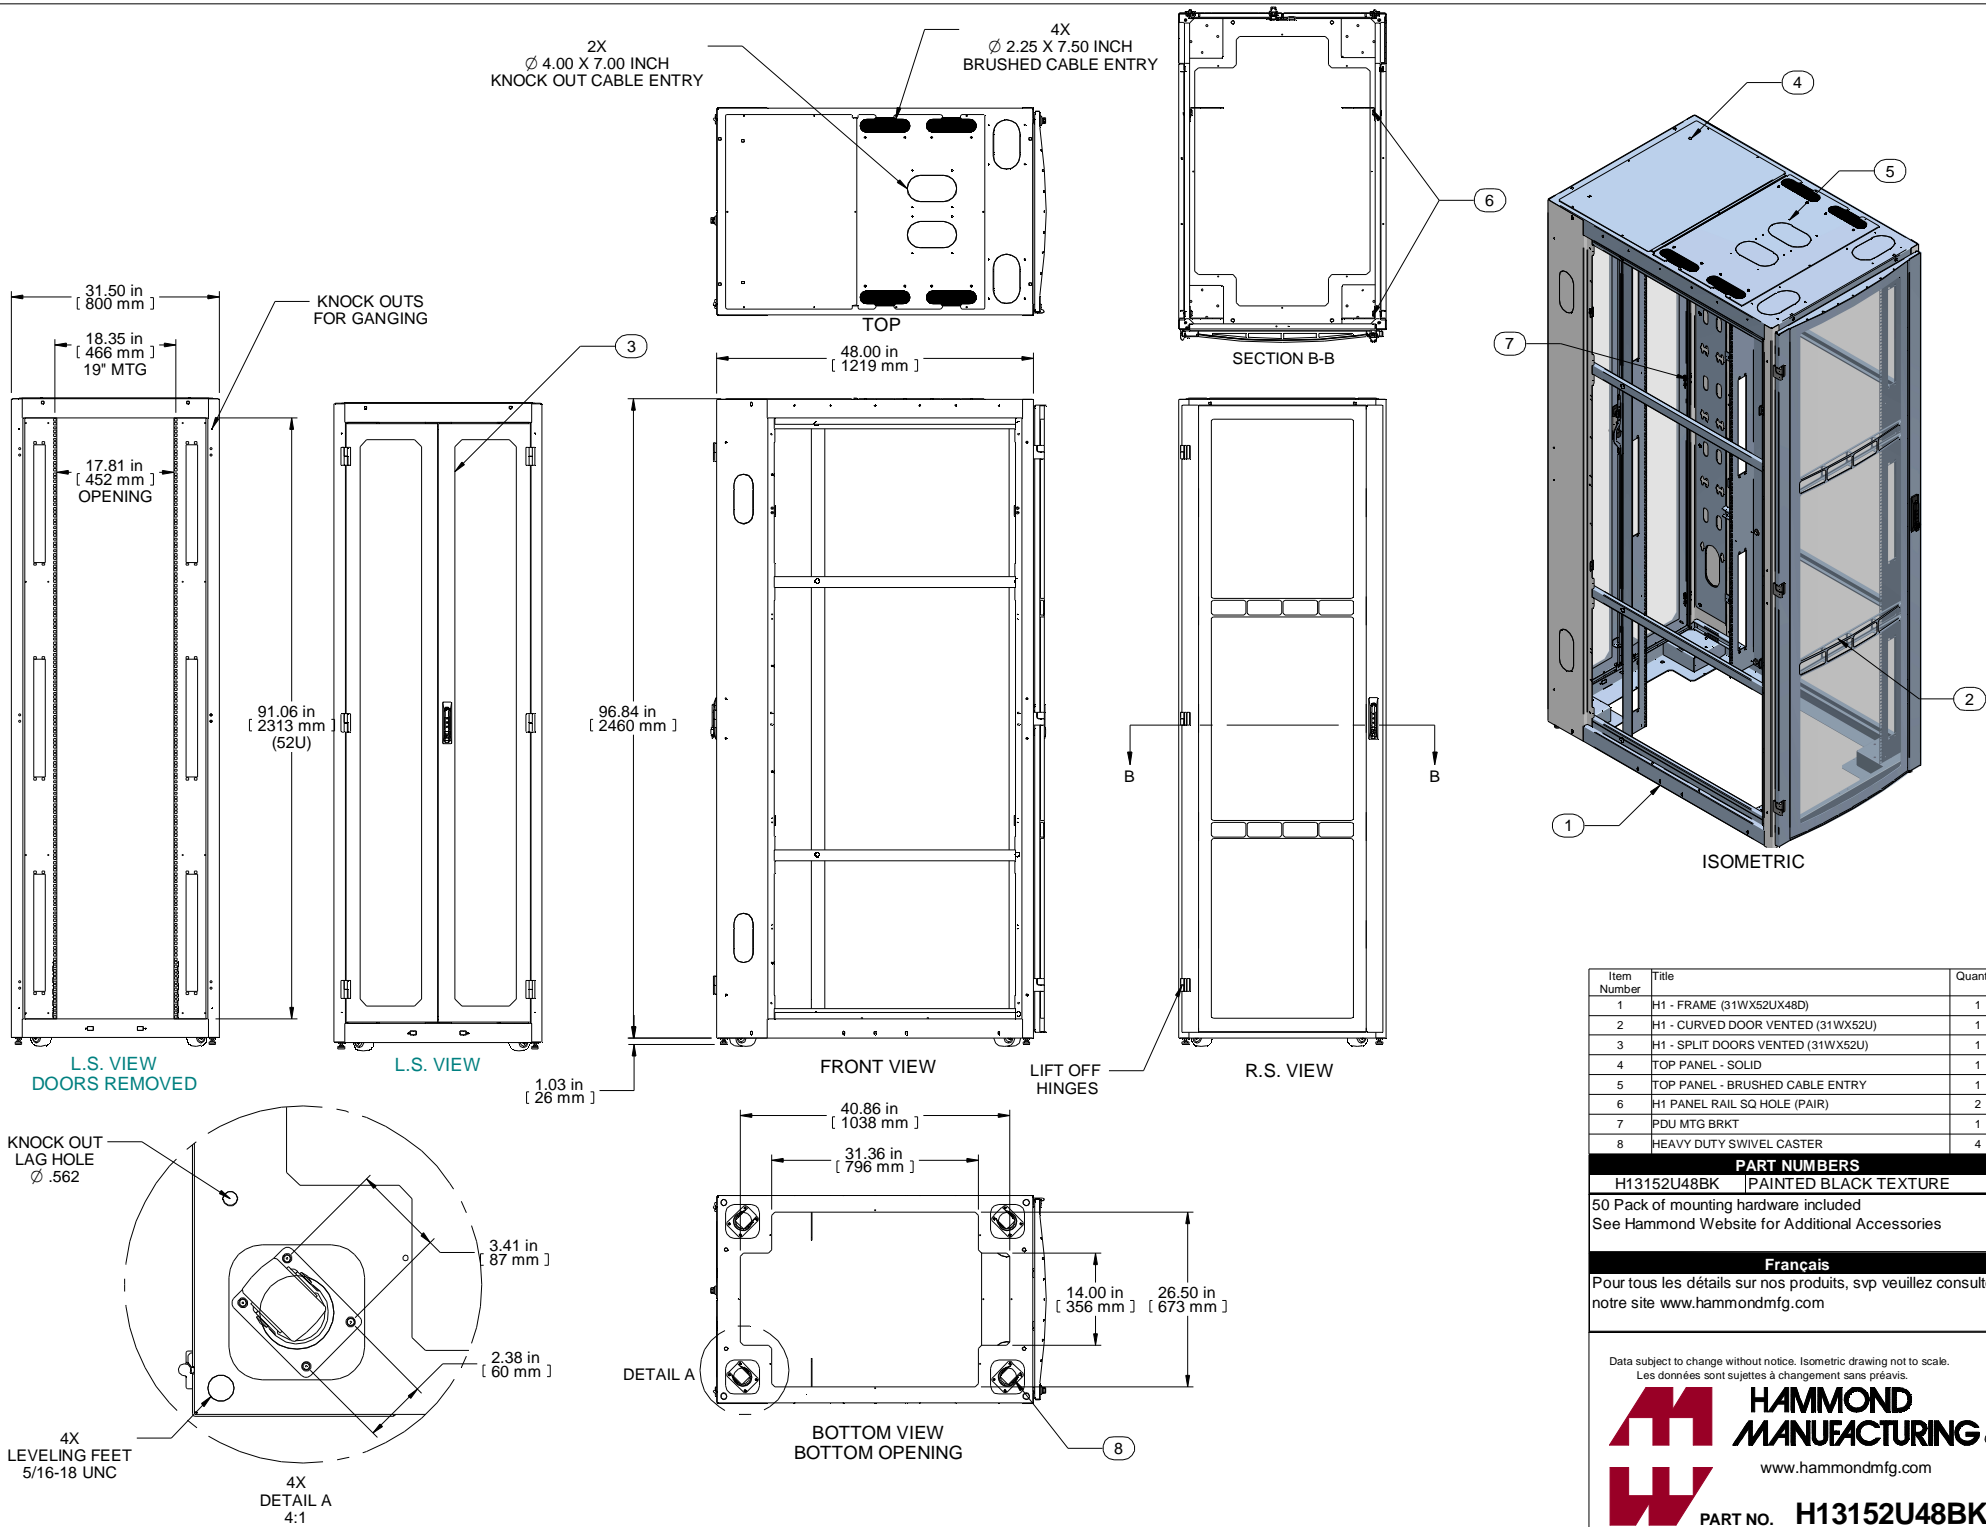 2X
Ø 4.00 X 7.00 INCH
KNOCK OUT CABLE ENTRY
4X
Ø 2.25 X 7.50 INCH
BRUSHED CABLE ENTRY
TOP
6
SECTION B-B
4
5
7
2
1
ISOMETRIC
31.50 in
[ 800 mm ]
18.35 in
[ 466 mm ]
19" MTG
KNOCK OUTS
FOR GANGING
17.81 in
[ 452 mm ]
OPENING
91.06 in
[ 2313 mm ]
(52U)
L.S. VIEW
DOORS REMOVED
3
L.S. VIEW
48.00 in
[ 1219 mm ]
96.84 in
[ 2460 mm ]
1.03 in
[ 26 mm ]
FRONT VIEW
B
B
LIFT OFF
HINGES
R.S. VIEW
KNOCK OUT
LAG HOLE
Ø .562
3.41 in
[ 87 mm ]
2.38 in
[ 60 mm ]
4X
LEVELING FEET
5/16-18 UNC
4X
DETAIL A
4:1
40.86 in
[ 1038 mm ]
31.36 in
[ 796 mm ]
14.00 in
[ 356 mm ]
26.50 in
[ 673 mm ]
DETAIL A
8
BOTTOM VIEW
BOTTOM OPENING
Item Number Title Quant
1 H1 - FRAME (31WX52UX48D) 1
2 H1 - CURVED DOOR VENTED (31WX52U) 1
3 H1 - SPLIT DOORS VENTED (31WX52U) 1
4 TOP PANEL - SOLID 1
5 TOP PANEL - BRUSHED CABLE ENTRY 1
6 H1 PANEL RAIL SQ HOLE (PAIR) 2
7 PDU MTG BRKT 1
8 HEAVY DUTY SWIVEL CASTER 4
PART NUMBERS
H13152U48BK PAINTED BLACK TEXTURE
50 Pack of mounting hardware included
See Hammond Website for Additional Accessories
Français
Pour tous les détails sur nos produits, svp veuillez consult
notre site www.hammondmfg.com
Data subject to change without notice. Isometric drawing not to scale.
Les données sont sujettes à changement sans préavis.
HAMMOND
MANUFACTURING
www.hammondmfg.com
PART NO. H13152U48BK